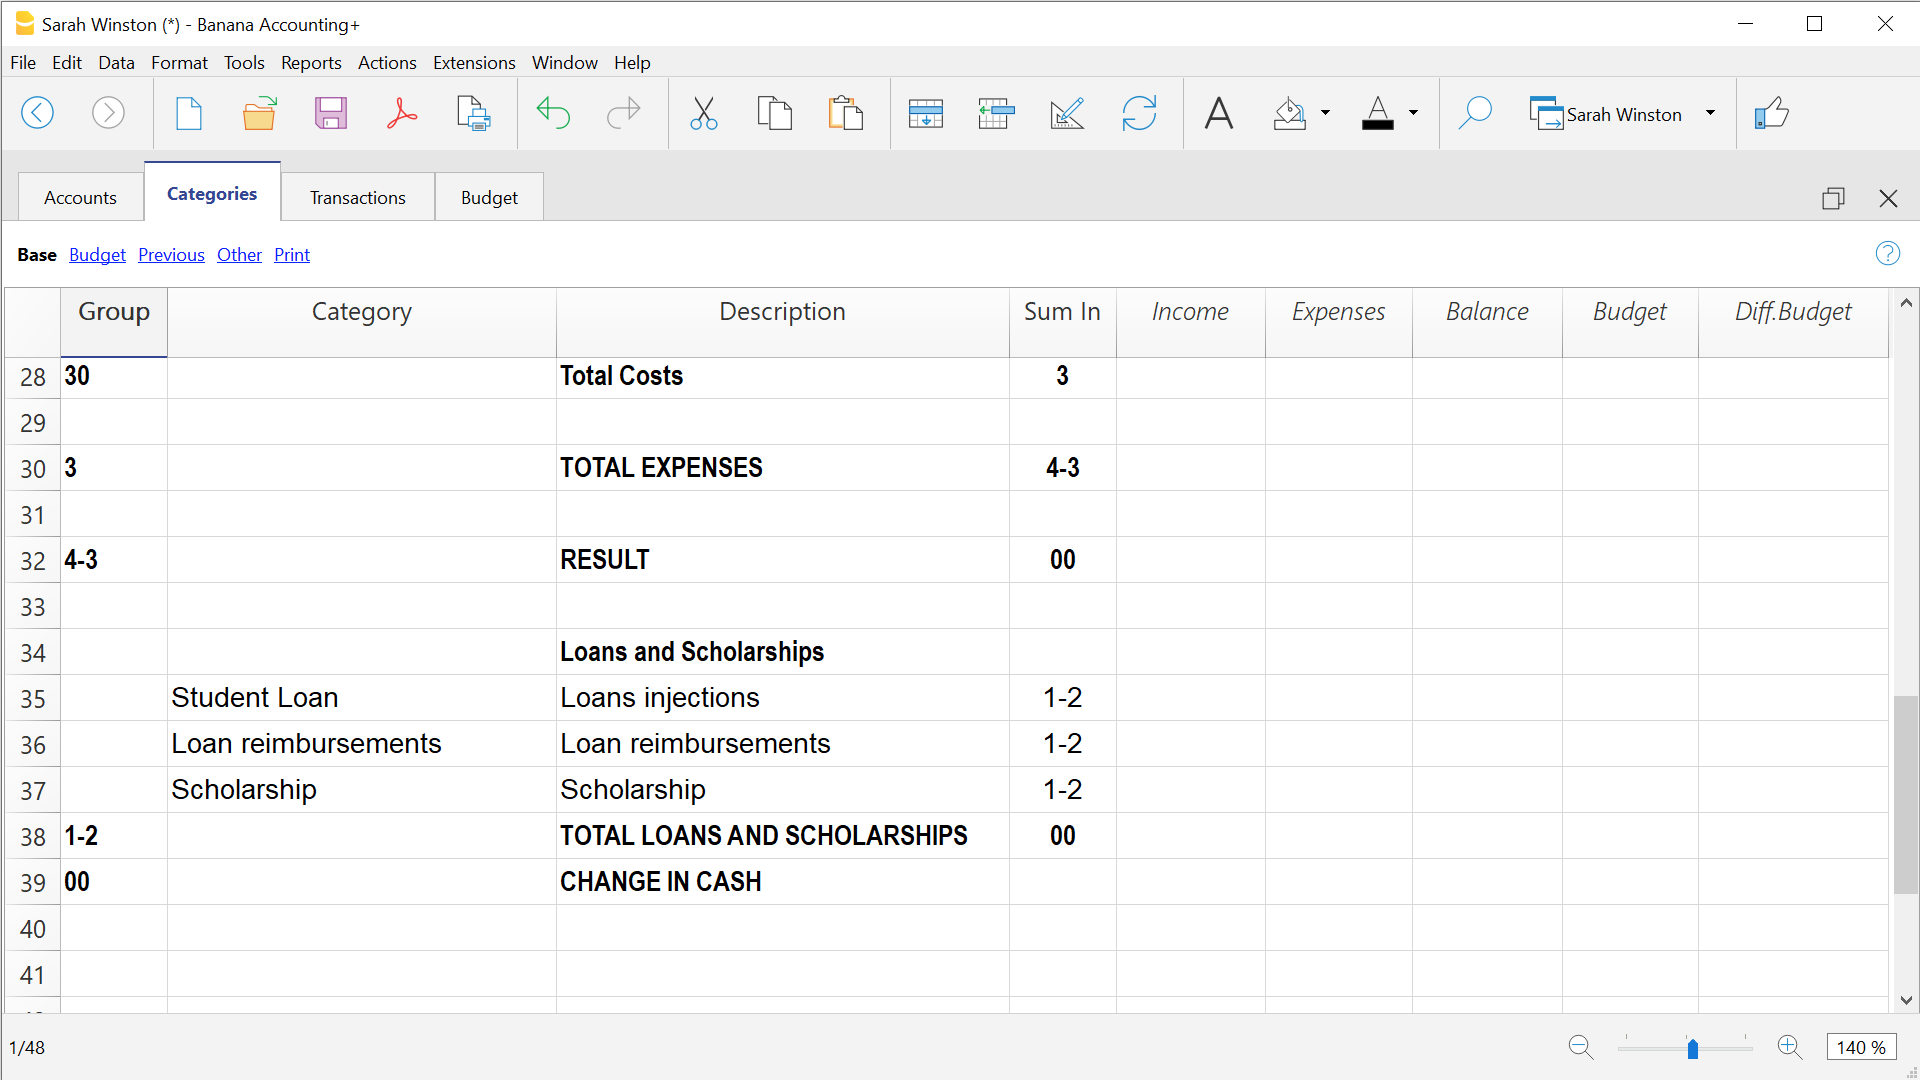 Sarah Winston (*) - Banana Accounting+
File Edit Data Format Tools Reports Actions Extensions Window Help
Sarah Winston
Accounts Categories Transactions Budget
Base Budget Previous Other Print
Group Category Description Sum In Income Expenses Balance Budget Diff.Budget
28 30 Total Costs 3
29
30 3 TOTAL EXPENSES 4-3
31
32 4-3 RESULT 00
33
34 Loans and Scholarships
35 Student Loan Loans injections 1-2
36 Loan reimbursements Loan reimbursements 1-2
37 Scholarship Scholarship 1-2
38 1-2 TOTAL LOANS AND SCHOLARSHIPS 00
39 00 CHANGE IN CASH
40
41
1/48 140 %